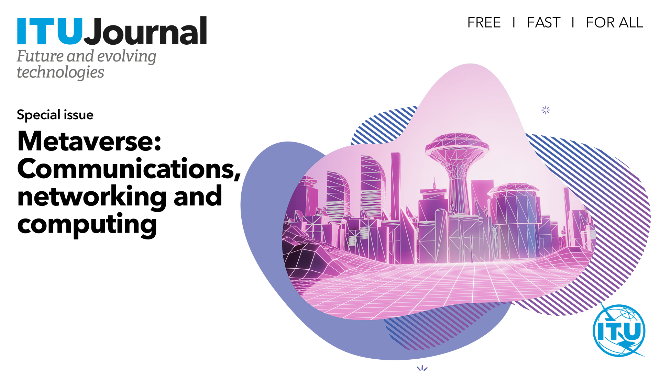 ITUJournal
Future and evolving
technologies
FREE I FAST I FOR ALL
Special issue
Metaverse:
Communications,
networking and
computing
ITU